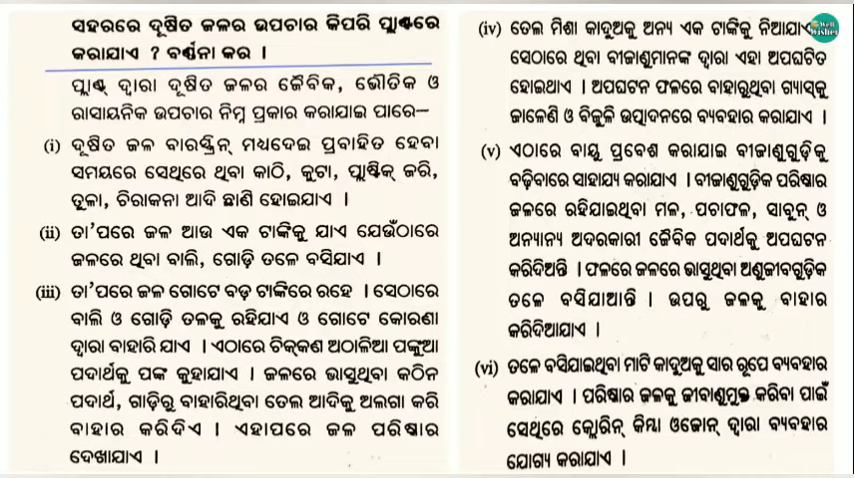 ସହରରେ ଦୂଷିତ ଜଳର ଉପଚାର କିପରି ପ୍ଲାଣ୍ଟରେ
କରାଯାଏ ? ବର୍ଣ୍ଣନା କର ।
ପ୍ଲାଣ୍ଟ ଦ୍ୱାରା ଦୂଷିତ ଜଳର ଜୈବିକ, ଭୌତିକ ଓ
ରାସାୟନିକ ଉପଚାର ନିମ୍ନ ପ୍ରକାର କରାଯାଇ ପାରେ—
(i) ଦୂଷିତ ଜଳ ବାରସ୍କ୍ରିନ୍ ମଧ୍ୟଦେଇ ପ୍ରବାହିତ ହେବା
ସମୟରେ ସେଥିରେ ଥିବା କାଠି, କୁଟା, ପ୍ଲାଷ୍ଟିକ୍ ଜରି,
ତୁଳା, ଚିରାକନା ଆଦି ଛାଣି ହୋଇଯାଏ ।
(ii) ତା’ପରେ ଜଳ ଆଉ ଏକ ଟାଙ୍କିକୁ ଯାଏ ଯେଉଁଠାରେ
ଜଳରେ ଥିବା ବାଲି, ଗୋଡ଼ି ତଳେ ବସିଯାଏ ।
(iii) ତା’ପରେ ଜଳ ଗୋଟେ ବଡ଼ ଟାଙ୍କିରେ ରହେ । ସେଠାରେ
ବାଲି ଓ ଗୋଡ଼ି ତଳକୁ ରହିଯାଏ ଓ ଗୋଟେ କୋରଣା
ଦ୍ୱାରା ବାହାରି ଯାଏ । ଏଠାରେ ଚିକ୍କଣ ଅଠାଳିଆ ପଙ୍କୁଆ
ପଦାର୍ଥକୁ ପଙ୍କ କୁହାଯାଏ । ଜଳରେ ଭାସୁଥିବା କଠିନ
ପଦାର୍ଥ, ଗାଡ଼ିରୁ ବାହାରିଥିବା ତେଲ ଆଦିକୁ ଅଲଗା କରି
ବାହାର କରିଦିଏ । ଏହାପରେ ଜଳ ପରିଷ୍କାର
ଦେଖାଯାଏ ।
(iv) ତେଲ ମିଶା କାଦୁଅକୁ ଅନ୍ୟ ଏକ ଟାଙ୍କିକୁ ନିଆଯାଏ
Well Wisher
ସେଠାରେ ଥିବା ବୀଜାଣୁମାନଙ୍କ ଦ୍ୱାରା ଏହା ଅପଘଟିତ
ହୋଇଥାଏ । ଅପଘଟନ ଫଳରେ ବାହାରୁଥିବା ଗ୍ୟାସ୍‌କୁ
ଜାଳେଣି ଓ ବିଜୁଳି ଉତ୍ପାଦନରେ ବ୍ୟବହାର କରାଯାଏ ।
(v) ଏଠାରେ ବାୟୁ ପ୍ରବେଶ କରାଯାଇ ବୀଜାଣୁଗୁଡ଼ିକୁ
ବଢ଼ିବାରେ ସାହାଯ୍ୟ କରାଯାଏ । ବୀଜାଣୁଗୁଡ଼ିକ ପରିଷ୍କାର
ଜଳରେ ରହିଯାଇଥିବା ମଳ, ପଚାଫଳ, ସାବୁନ୍ ଓ
ଅନ୍ୟାନ୍ୟ ଅଦରକାରୀ ଜୈବିକ ପଦାର୍ଥକୁ ଅପଘଟନ
କରିଦିଅନ୍ତି । ଫଳରେ ଜଳରେ ଭାସୁଥିବା ଅଣୁଜୀବଗୁଡ଼ିକ
ତଳେ ବସିଯାଆନ୍ତି । ଉପରୁ ଜଳକୁ ବାହାର
କରିଦିଆଯାଏ ।
(vi) ତଳେ ବସିଯାଇଥିବା ମାଟି କାଦୁଅକୁ ସାର ରୂପେ ବ୍ୟବହାର
କରାଯାଏ । ପରିଷ୍କାର ଜଳକୁ ଜୀବାଣୁମୁକ୍ତ କରିବା ପାଇଁ
ସେଥିରେ କ୍ଲୋରିନ୍ କିମ୍ବା ଓଜୋନ୍ ଦ୍ୱାରା ବ୍ୟବହାର
ଯୋଗ୍ୟ କରାଯାଏ ।